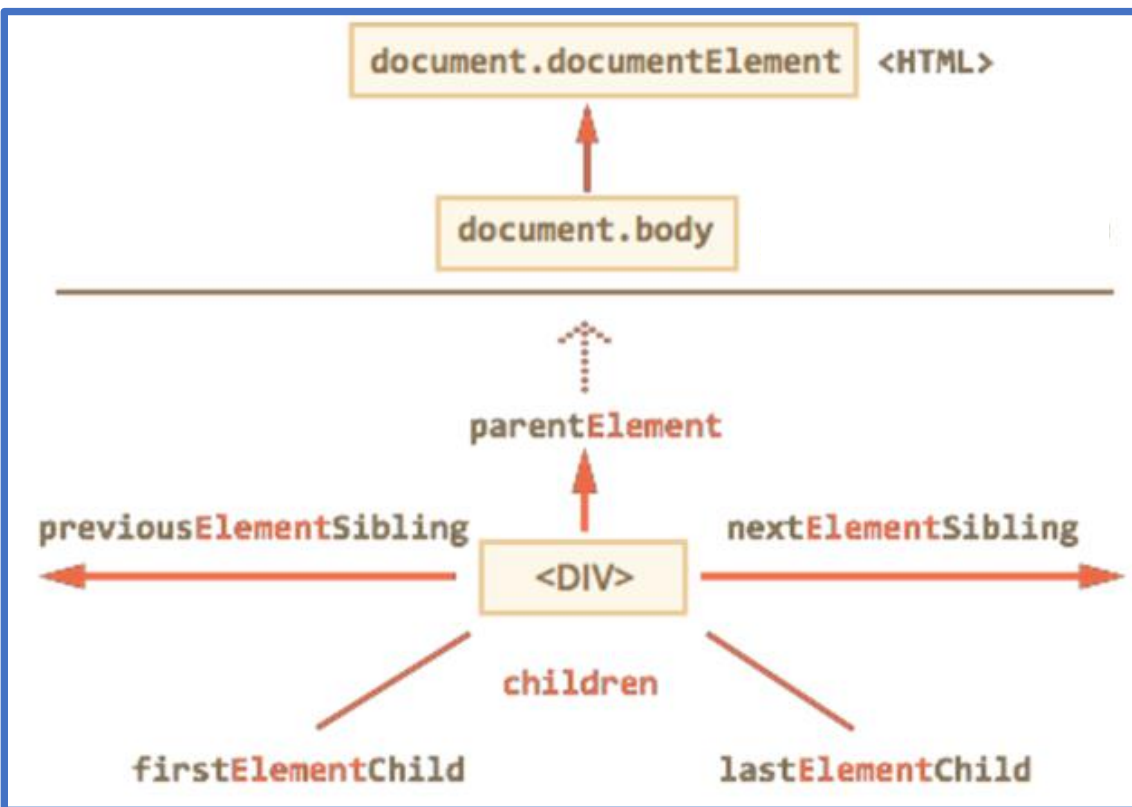 document.documentElement <HTML>
document.body
parentElement
previousElementSibling
nextElementSibling
<DIV>
children
firstElementChild
lastElementChild